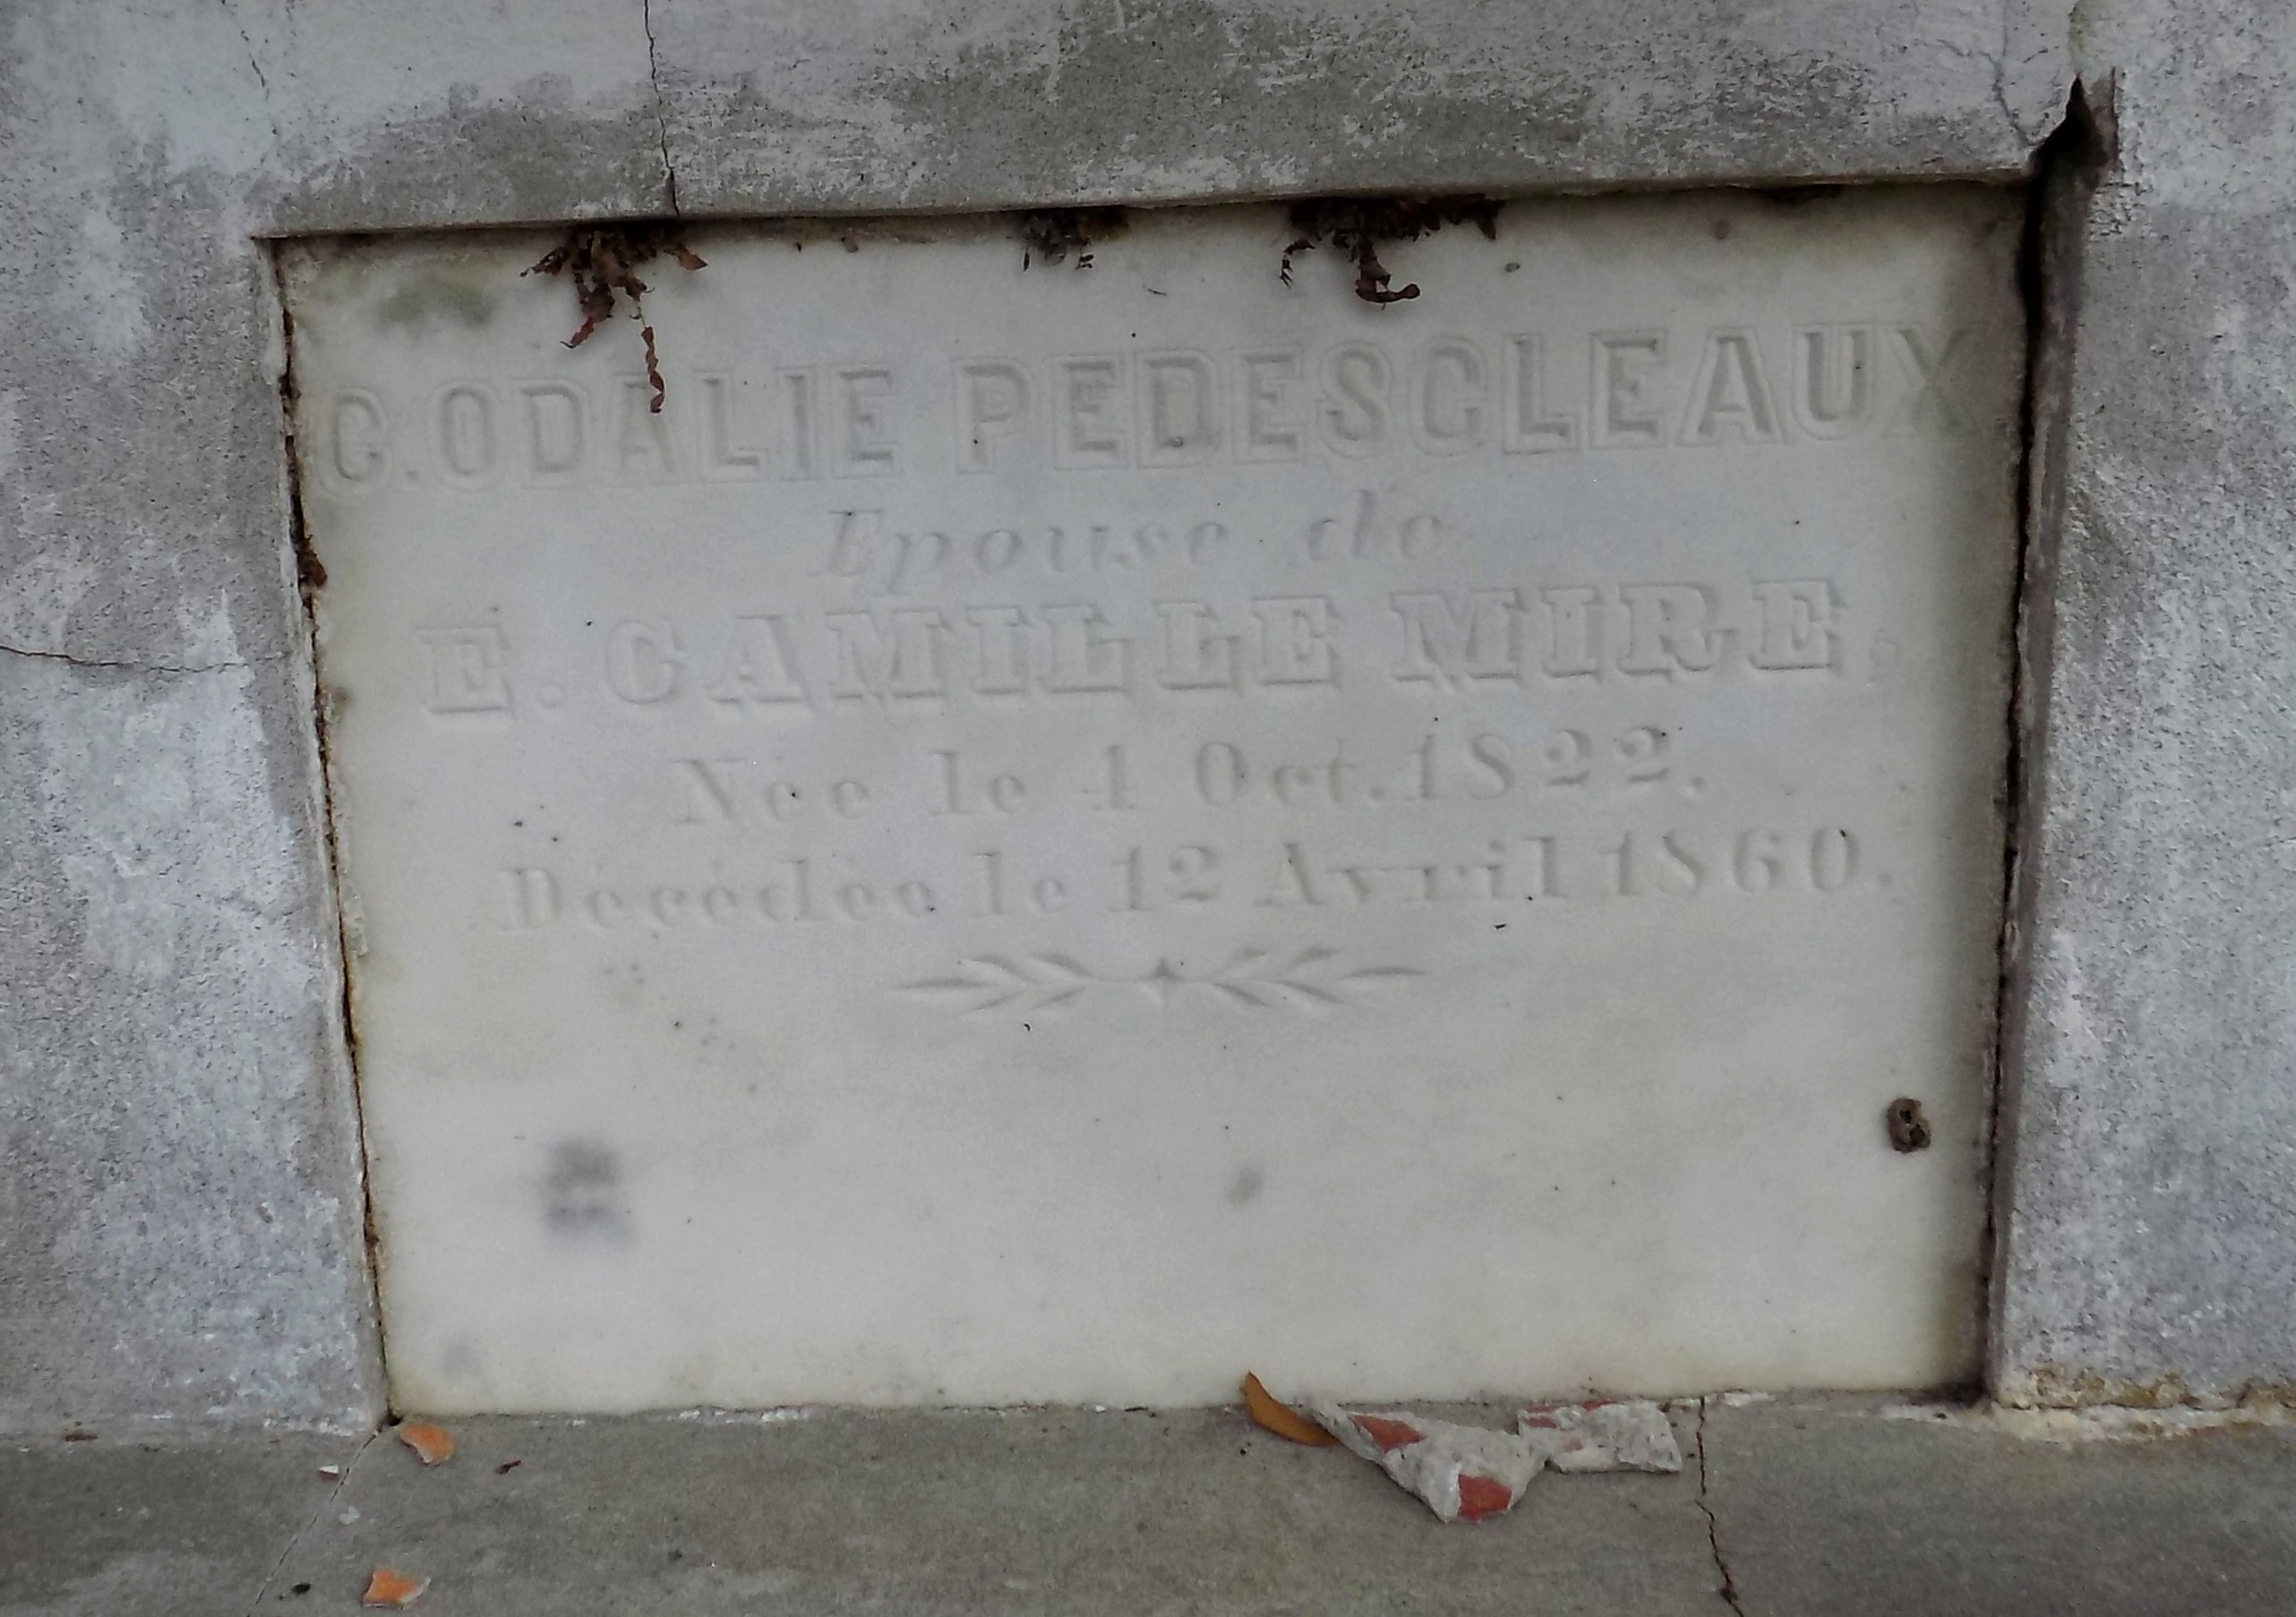 C. ODALIE PEDESCLEAUX.
Epouse de
E. CAMILLE MIRE,
Née le 4 Oct. 1822.
Décédée le 12 Avril 1860.